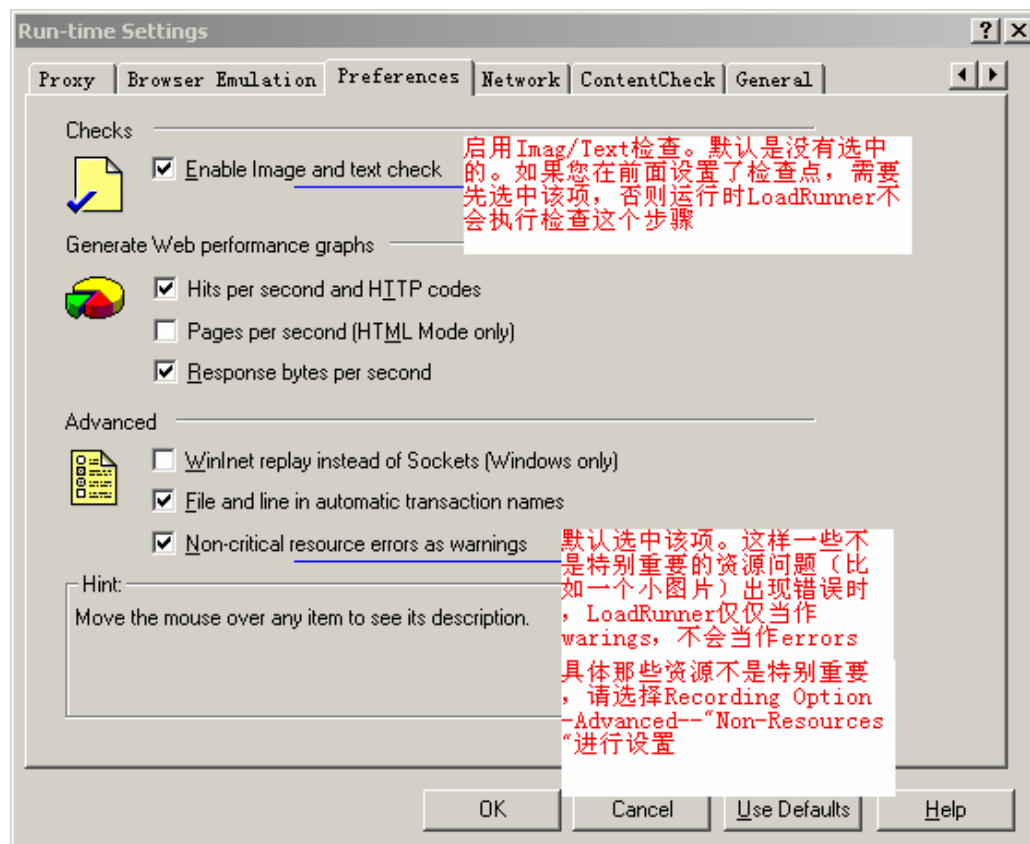 Run-time Settings
Proxy
Browser Emulation
Preferences
Network
ContentCheck
General
Checks
Enable Image and text check
启用Imag/Text检查。默认是没有选中
的。如果您在前面设置了检查点，需要
先选中该项，否则运行时LoadRunner不
会执行检查这个步骤
Generate Web performance graphs
Hits per second and HTTP codes
Pages per second (HTML Mode only)
Response bytes per second
Advanced
WinInet replay instead of Sockets (Windows only)
File and line in automatic transaction names
Non-critical resource errors as warnings
默认选中该项。这样一些不
是特别重要的资源问题（比
如一个小图片）出现错误时
，LoadRunner仅仅当作
warings，不会当作errors
具体那些资源不是特别重要
，请选择Recording Option
-Advanced--“Non-Resources
“进行设置
Hint:
Move the mouse over any item to see its description.
OK
Cancel
Use Defaults
Help